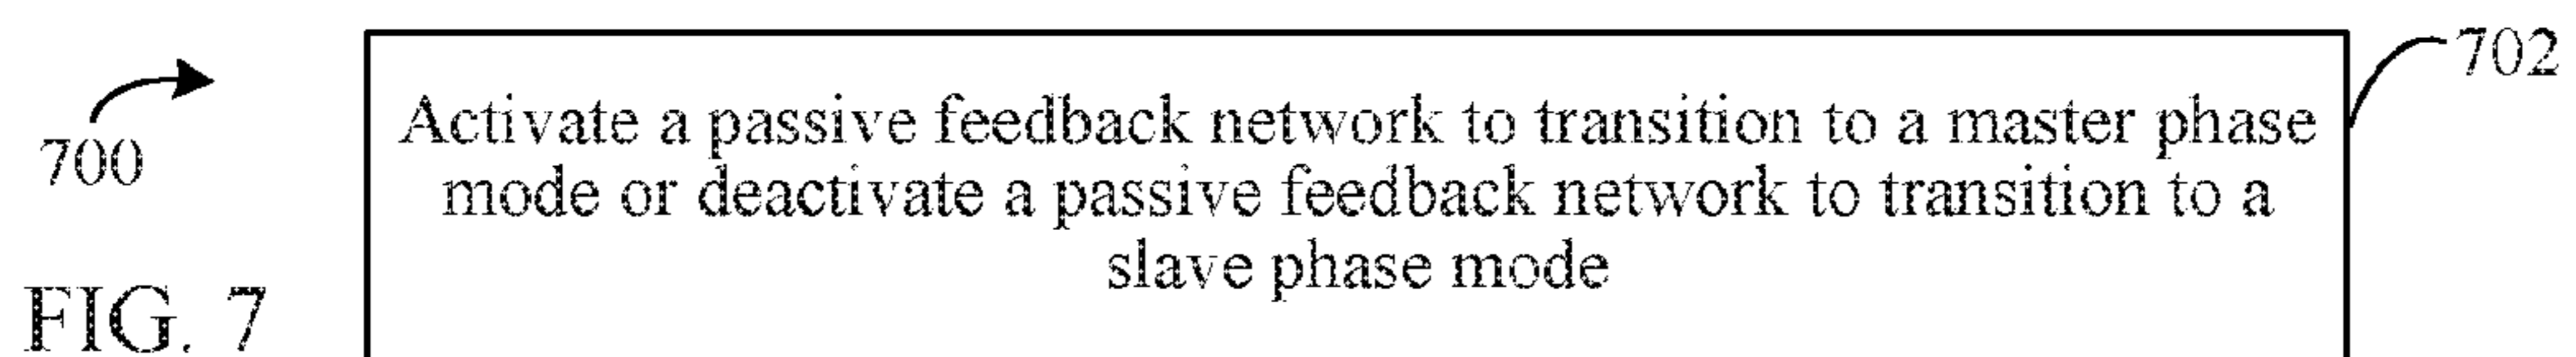 702
Activate a passive feedback network to transition to a master phase
700
mode or deactivate a passive feedback network to transition to a
slave phase mode
FIG. 7